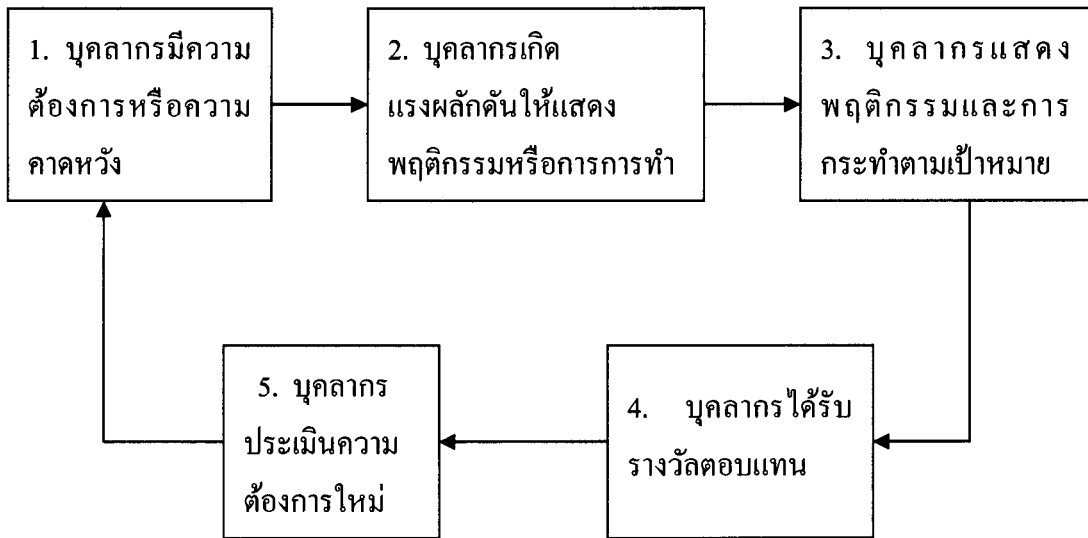 1. บุคลากรมีความ
ต้องการหรือความ
คาดหวัง
2. บุคลากรเกิด
แรงผลักดันให้แสดง
พฤติกรรมหรือการการทำ
3. บุคลากรแสดง
พฤติกรรมและการ
กระทำตามเป้าหมาย
4. บุคลากรได้รับ
รางวัลตอบแทน
5. บุคลากร
ประเมินความ
ต้องการใหม่